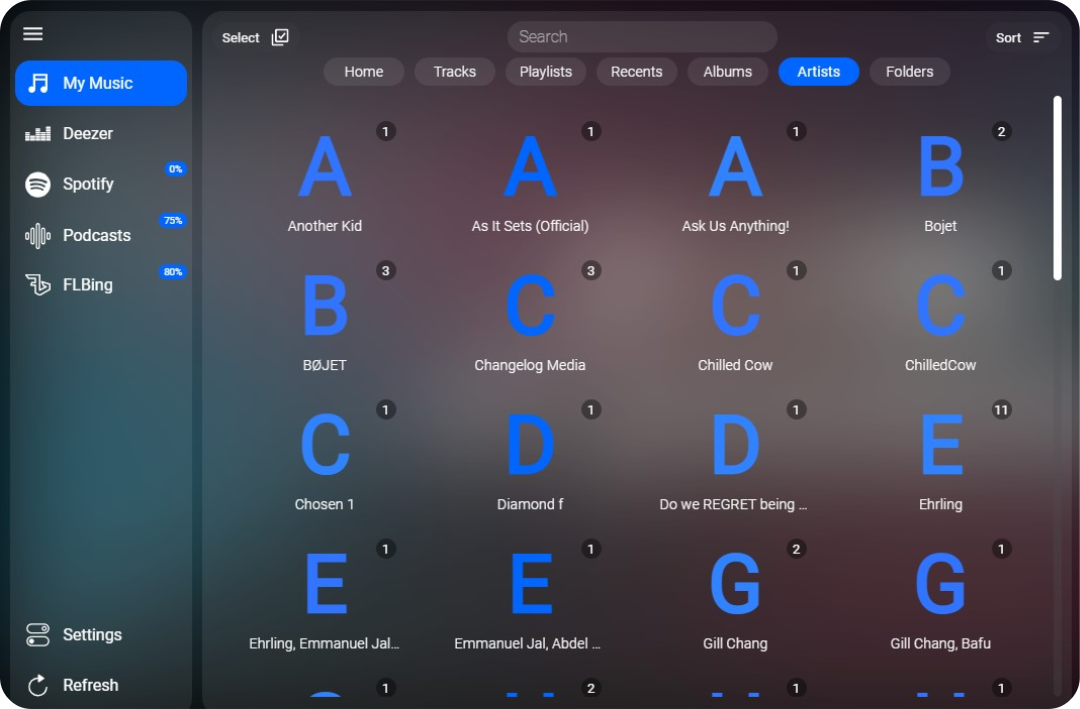 Select
Search
Sort
My Music
Home
Tracks
Playlists
Recents
Albums
Artists
Folders
Deezer
Spotify
0%
Podcasts
75%
FLBing
80%
Settings
Refresh
1
1
1
2
A
A
A
B
Another Kid
As It Sets (Official)
Ask Us Anything!
Bojet
3
3
1
1
B
C
C
C
BØJET
Changelog Media
Chilled Cow
ChilledCow
1
1
1
11
C
D
D
E
Chosen 1
Diamond f
Do we REGRET being ...
Ehrling
1
1
2
1
E
E
G
G
Ehrling, Emmanuel Jal...
Emmanuel Jal, Abdel ...
Gill Chang
Gill Chang, Bafu
1
2
1
1